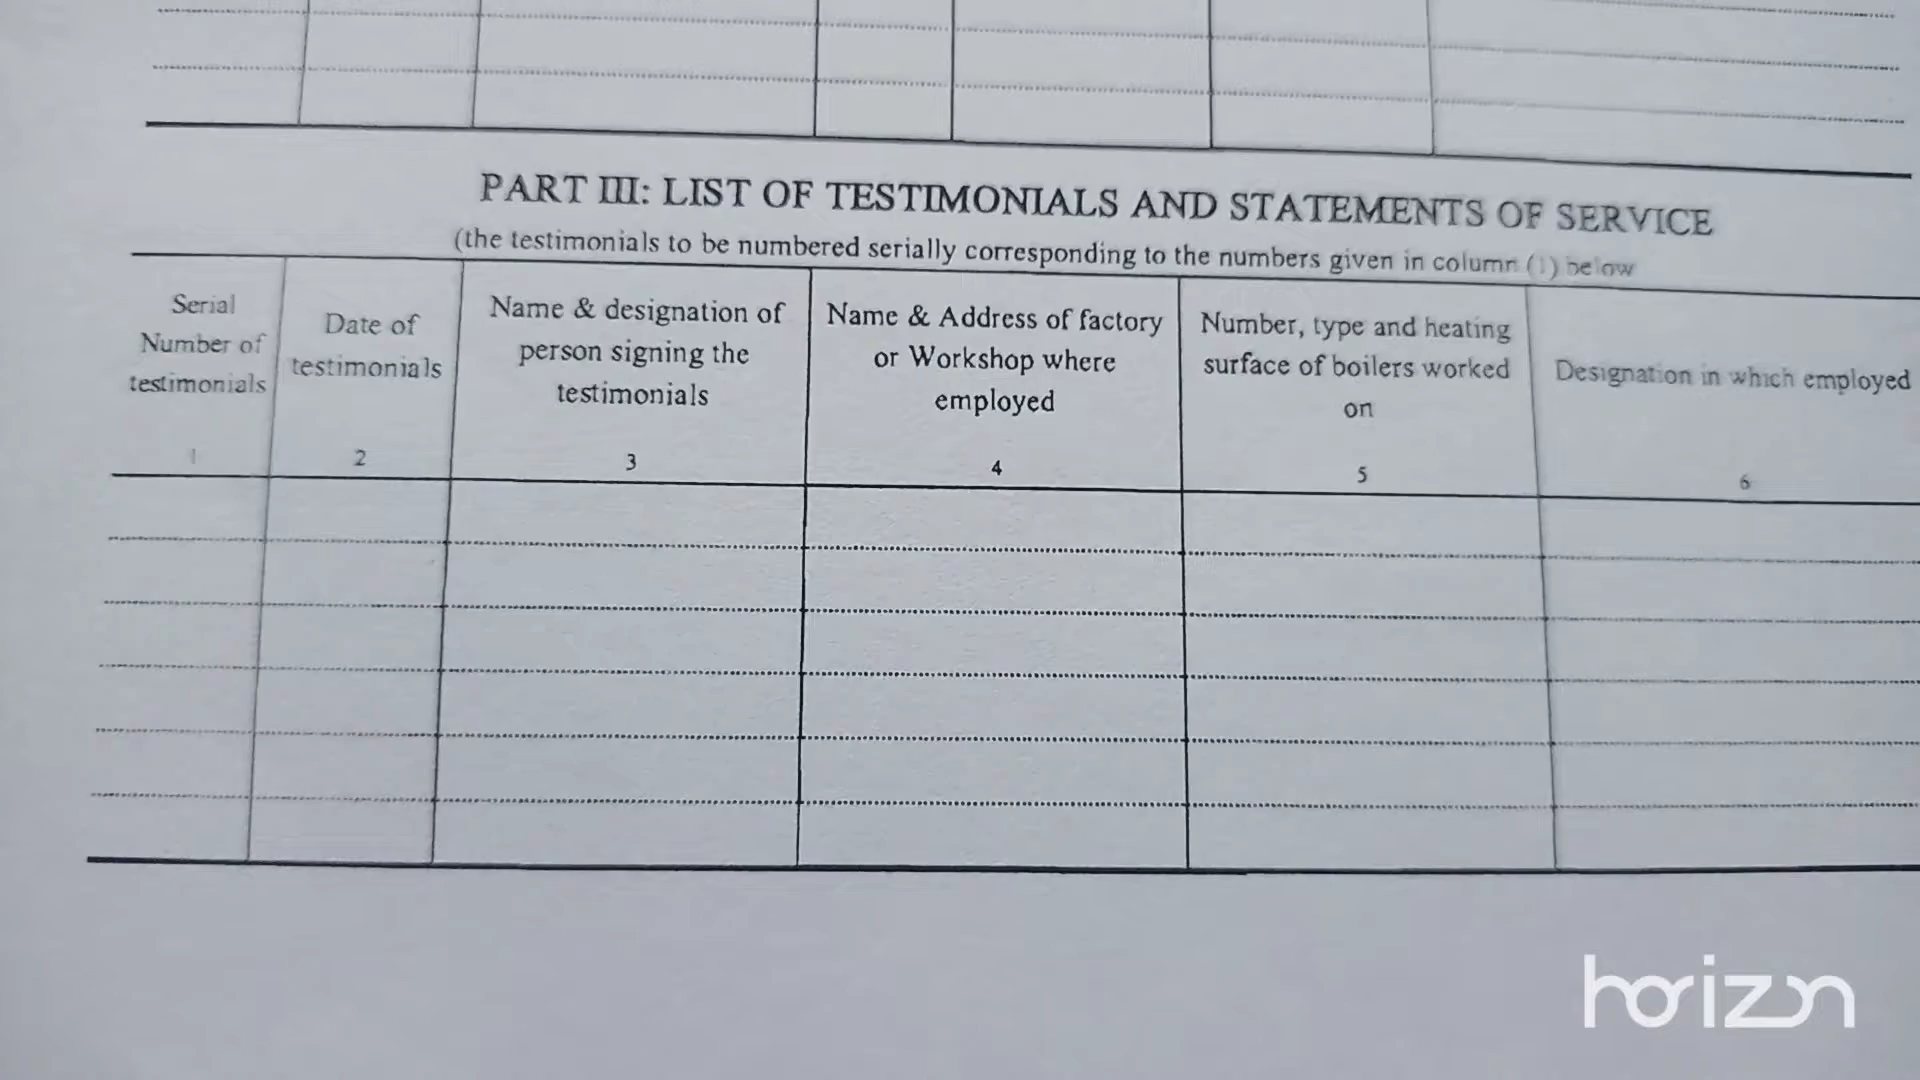 PART III: LIST OF TESTIMONIALS AND STATEMENTS OF SERVICE
(the testimonials to be numbered serially corresponding to the numbers given in column (1) below
Serial
Number of
testimonials
1
Date of
testimonials
2
Name & designation of
person signing the
testimonials
3
Name & Address of factory
or Workshop where
employed
4
Number, type and heating
surface of boilers worked
on
5
Designation in which employed
6
horizon